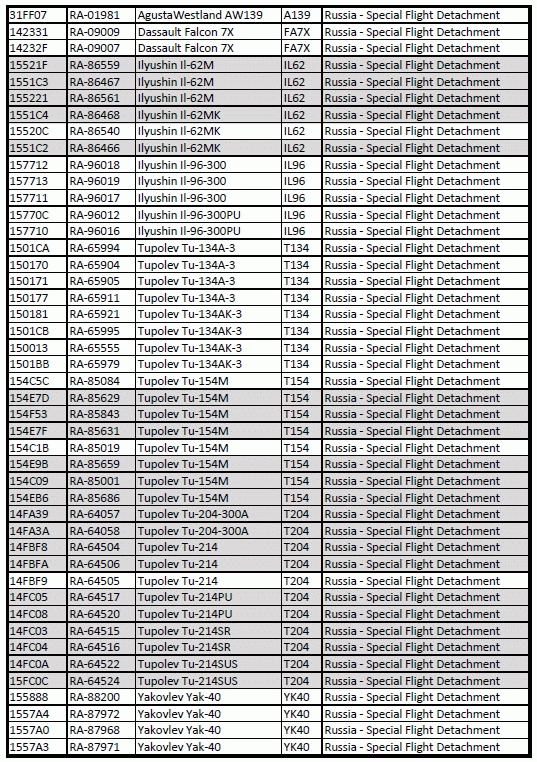 31FF07 RA-01981 AgustaWestland AW139 A139 Russia - Special Flight Detachment
142331 RA-09009 Dassault Falcon 7X FA7X Russia - Special Flight Detachment
14232F RA-09007 Dassault Falcon 7X FA7X Russia - Special Flight Detachment
15521F RA-86559 Ilyushin Il-62M IL62 Russia - Special Flight Detachment
1551C3 RA-86467 Ilyushin Il-62M IL62 Russia - Special Flight Detachment
155221 RA-86561 Ilyushin Il-62M IL62 Russia - Special Flight Detachment
1551C4 RA-86468 Ilyushin Il-62MK IL62 Russia - Special Flight Detachment
15520C RA-86540 Ilyushin Il-62MK IL62 Russia - Special Flight Detachment
1551C2 RA-86466 Ilyushin Il-62MK IL62 Russia - Special Flight Detachment
157712 RA-96018 Ilyushin Il-96-300 IL96 Russia - Special Flight Detachment
157713 RA-96019 Ilyushin Il-96-300 IL96 Russia - Special Flight Detachment
157711 RA-96017 Ilyushin Il-96-300 IL96 Russia - Special Flight Detachment
15770C RA-96012 Ilyushin Il-96-300PU IL96 Russia - Special Flight Detachment
157710 RA-96016 Ilyushin Il-96-300PU IL96 Russia - Special Flight Detachment
1501CA RA-65994 Tupolev Tu-134A-3 T134 Russia - Special Flight Detachment
150170 RA-65904 Tupolev Tu-134A-3 T134 Russia - Special Flight Detachment
150171 RA-65905 Tupolev Tu-134A-3 T134 Russia - Special Flight Detachment
150177 RA-65911 Tupolev Tu-134A-3 T134 Russia - Special Flight Detachment
150181 RA-65921 Tupolev Tu-134AK-3 T134 Russia - Special Flight Detachment
1501CB RA-65995 Tupolev Tu-134AK-3 T134 Russia - Special Flight Detachment
150013 RA-65555 Tupolev Tu-134AK-3 T134 Russia - Special Flight Detachment
1501BB RA-65979 Tupolev Tu-134AK-3 T134 Russia - Special Flight Detachment
154C5C RA-85084 Tupolev Tu-154M T154 Russia - Special Flight Detachment
154E7D RA-85629 Tupolev Tu-154M T154 Russia - Special Flight Detachment
154F53 RA-85843 Tupolev Tu-154M T154 Russia - Special Flight Detachment
154E7F RA-85631 Tupolev Tu-154M T154 Russia - Special Flight Detachment
154C1B RA-85019 Tupolev Tu-154M T154 Russia - Special Flight Detachment
154E9B RA-85659 Tupolev Tu-154M T154 Russia - Special Flight Detachment
154C09 RA-85001 Tupolev Tu-154M T154 Russia - Special Flight Detachment
154EB6 RA-85686 Tupolev Tu-154M T154 Russia - Special Flight Detachment
14FA39 RA-64057 Tupolev Tu-204-300A T204 Russia - Special Flight Detachment
14FA3A RA-64058 Tupolev Tu-204-300A T204 Russia - Special Flight Detachment
14FBF8 RA-64504 Tupolev Tu-214 T204 Russia - Special Flight Detachment
14FBFA RA-64506 Tupolev Tu-214 T204 Russia - Special Flight Detachment
14FBF9 RA-64505 Tupolev Tu-214 T204 Russia - Special Flight Detachment
14FC05 RA-64517 Tupolev Tu-214PU T204 Russia - Special Flight Detachment
14FC08 RA-64520 Tupolev Tu-214PU T204 Russia - Special Flight Detachment
14FC03 RA-64515 Tupolev Tu-214SR T204 Russia - Special Flight Detachment
14FC04 RA-64516 Tupolev Tu-214SR T204 Russia - Special Flight Detachment
14FC0A RA-64522 Tupolev Tu-214SUS T204 Russia - Special Flight Detachment
15FC0C RA-64524 Tupolev Tu-214SUS T204 Russia - Special Flight Detachment
155888 RA-88200 Yakovlev Yak-40 YK40 Russia - Special Flight Detachment
1557A4 RA-87972 Yakovlev Yak-40 YK40 Russia - Special Flight Detachment
1557A0 RA-87968 Yakovlev Yak-40 YK40 Russia - Special Flight Detachment
1557A3 RA-87971 Yakovlev Yak-40 YK40 Russia - Special Flight Detachment